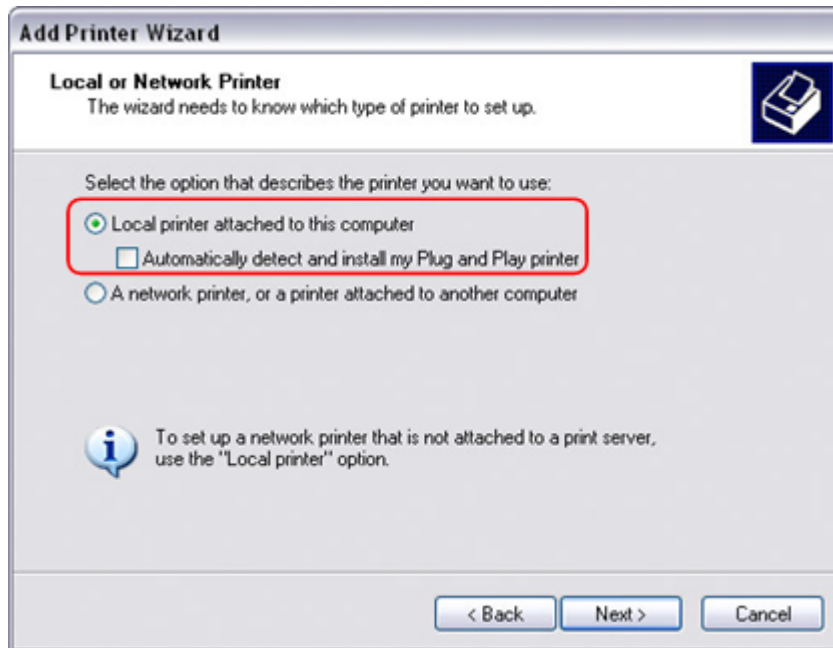 Add Printer Wizard
Local or Network Printer
The wizard needs to know which type of printer to set up.
Select the option that describes the printer you want to use:
Local printer attached to this computer
Automatically detect and install my Plug and Play printer
A network printer, or a printer attached to another computer
To set up a network printer that is not attached to a print server,
use the "Local printer" option.
< Back
Next >
Cancel